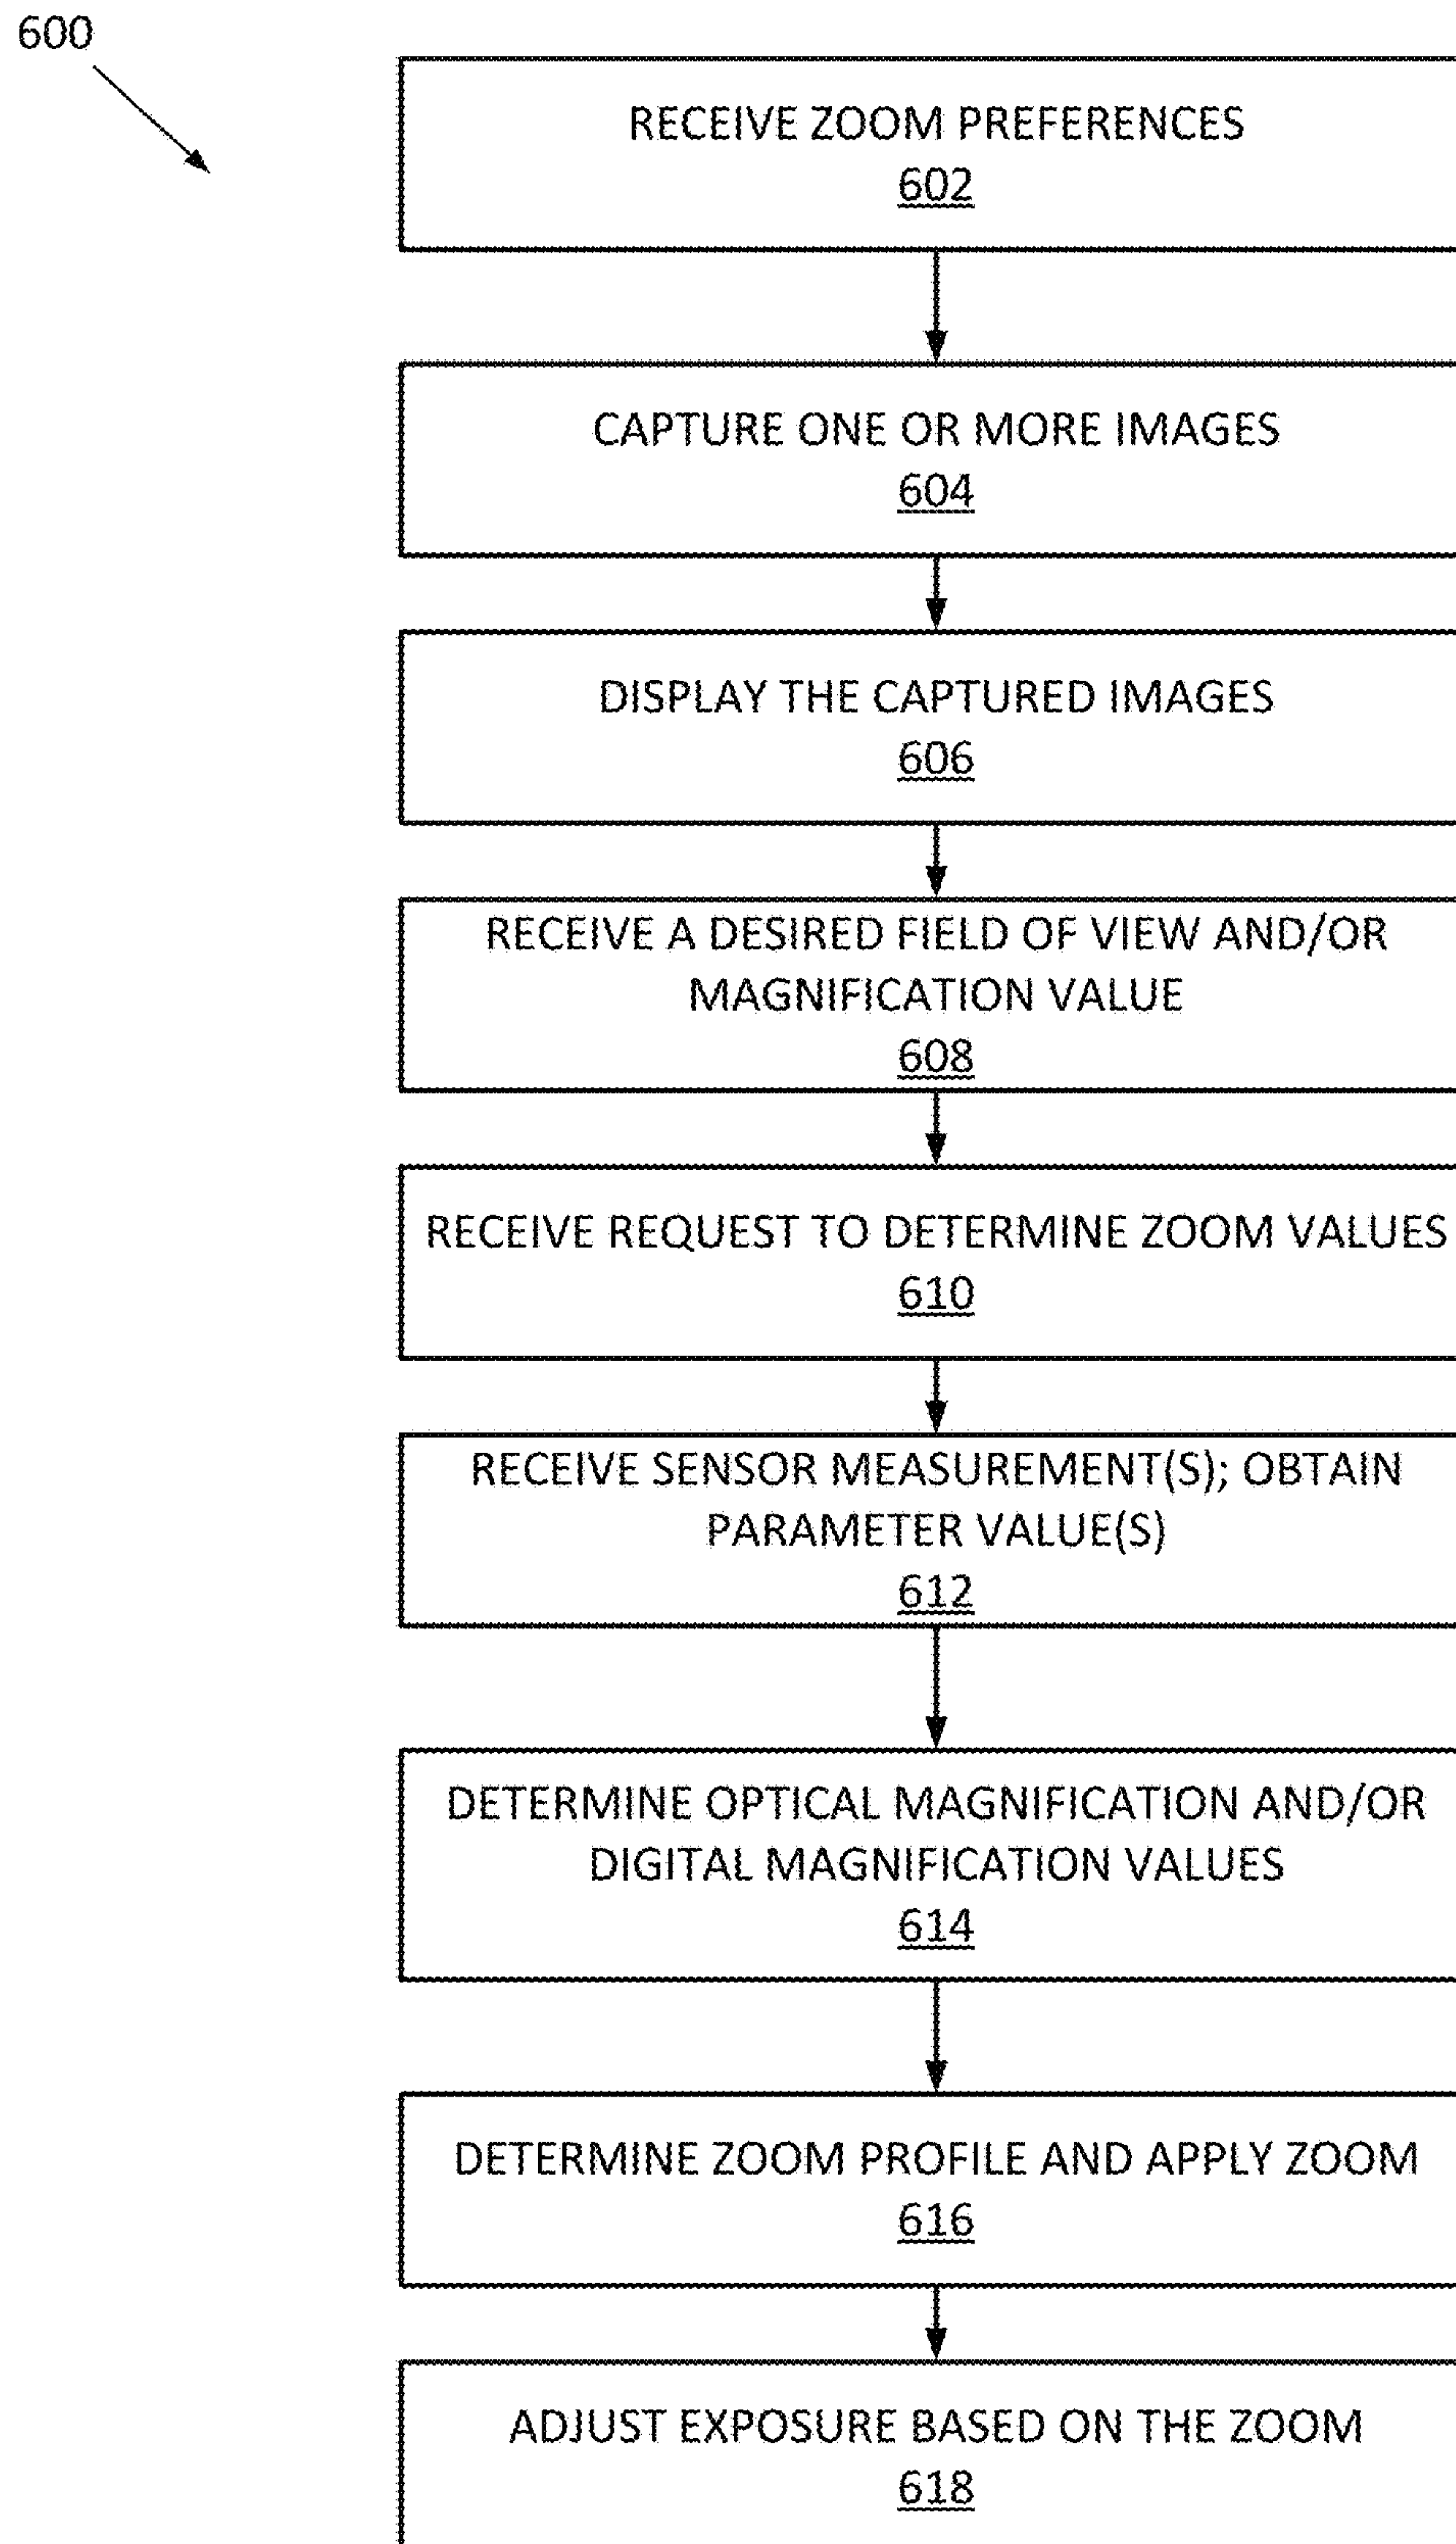 600
RECEIVE ZOOM PREFERENCES
602
CAPTURE ONE OR MORE IMAGES
604
DISPLAY THE CAPTURED IMAGES
606
RECEIVE A DESIRED FIELD OF VIEW AND/OR
MAGNIFICATION VALUE
608
RECEIVE REQUEST TO DETERMINE ZOOM VALUES
610
RECEIVE SENSOR MEASUREMENT(S); OBTAIN
PARAMETER VALUE(S)
612
DETERMINE OPTICAL MAGNIFICATION AND/OR
DIGITAL MAGNIFICATION VALUES
614
DETERMINE ZOOM PROFILE AND APPLY ZOOM
616
ADJUST EXPOSURE BASED ON THE ZOOM
618